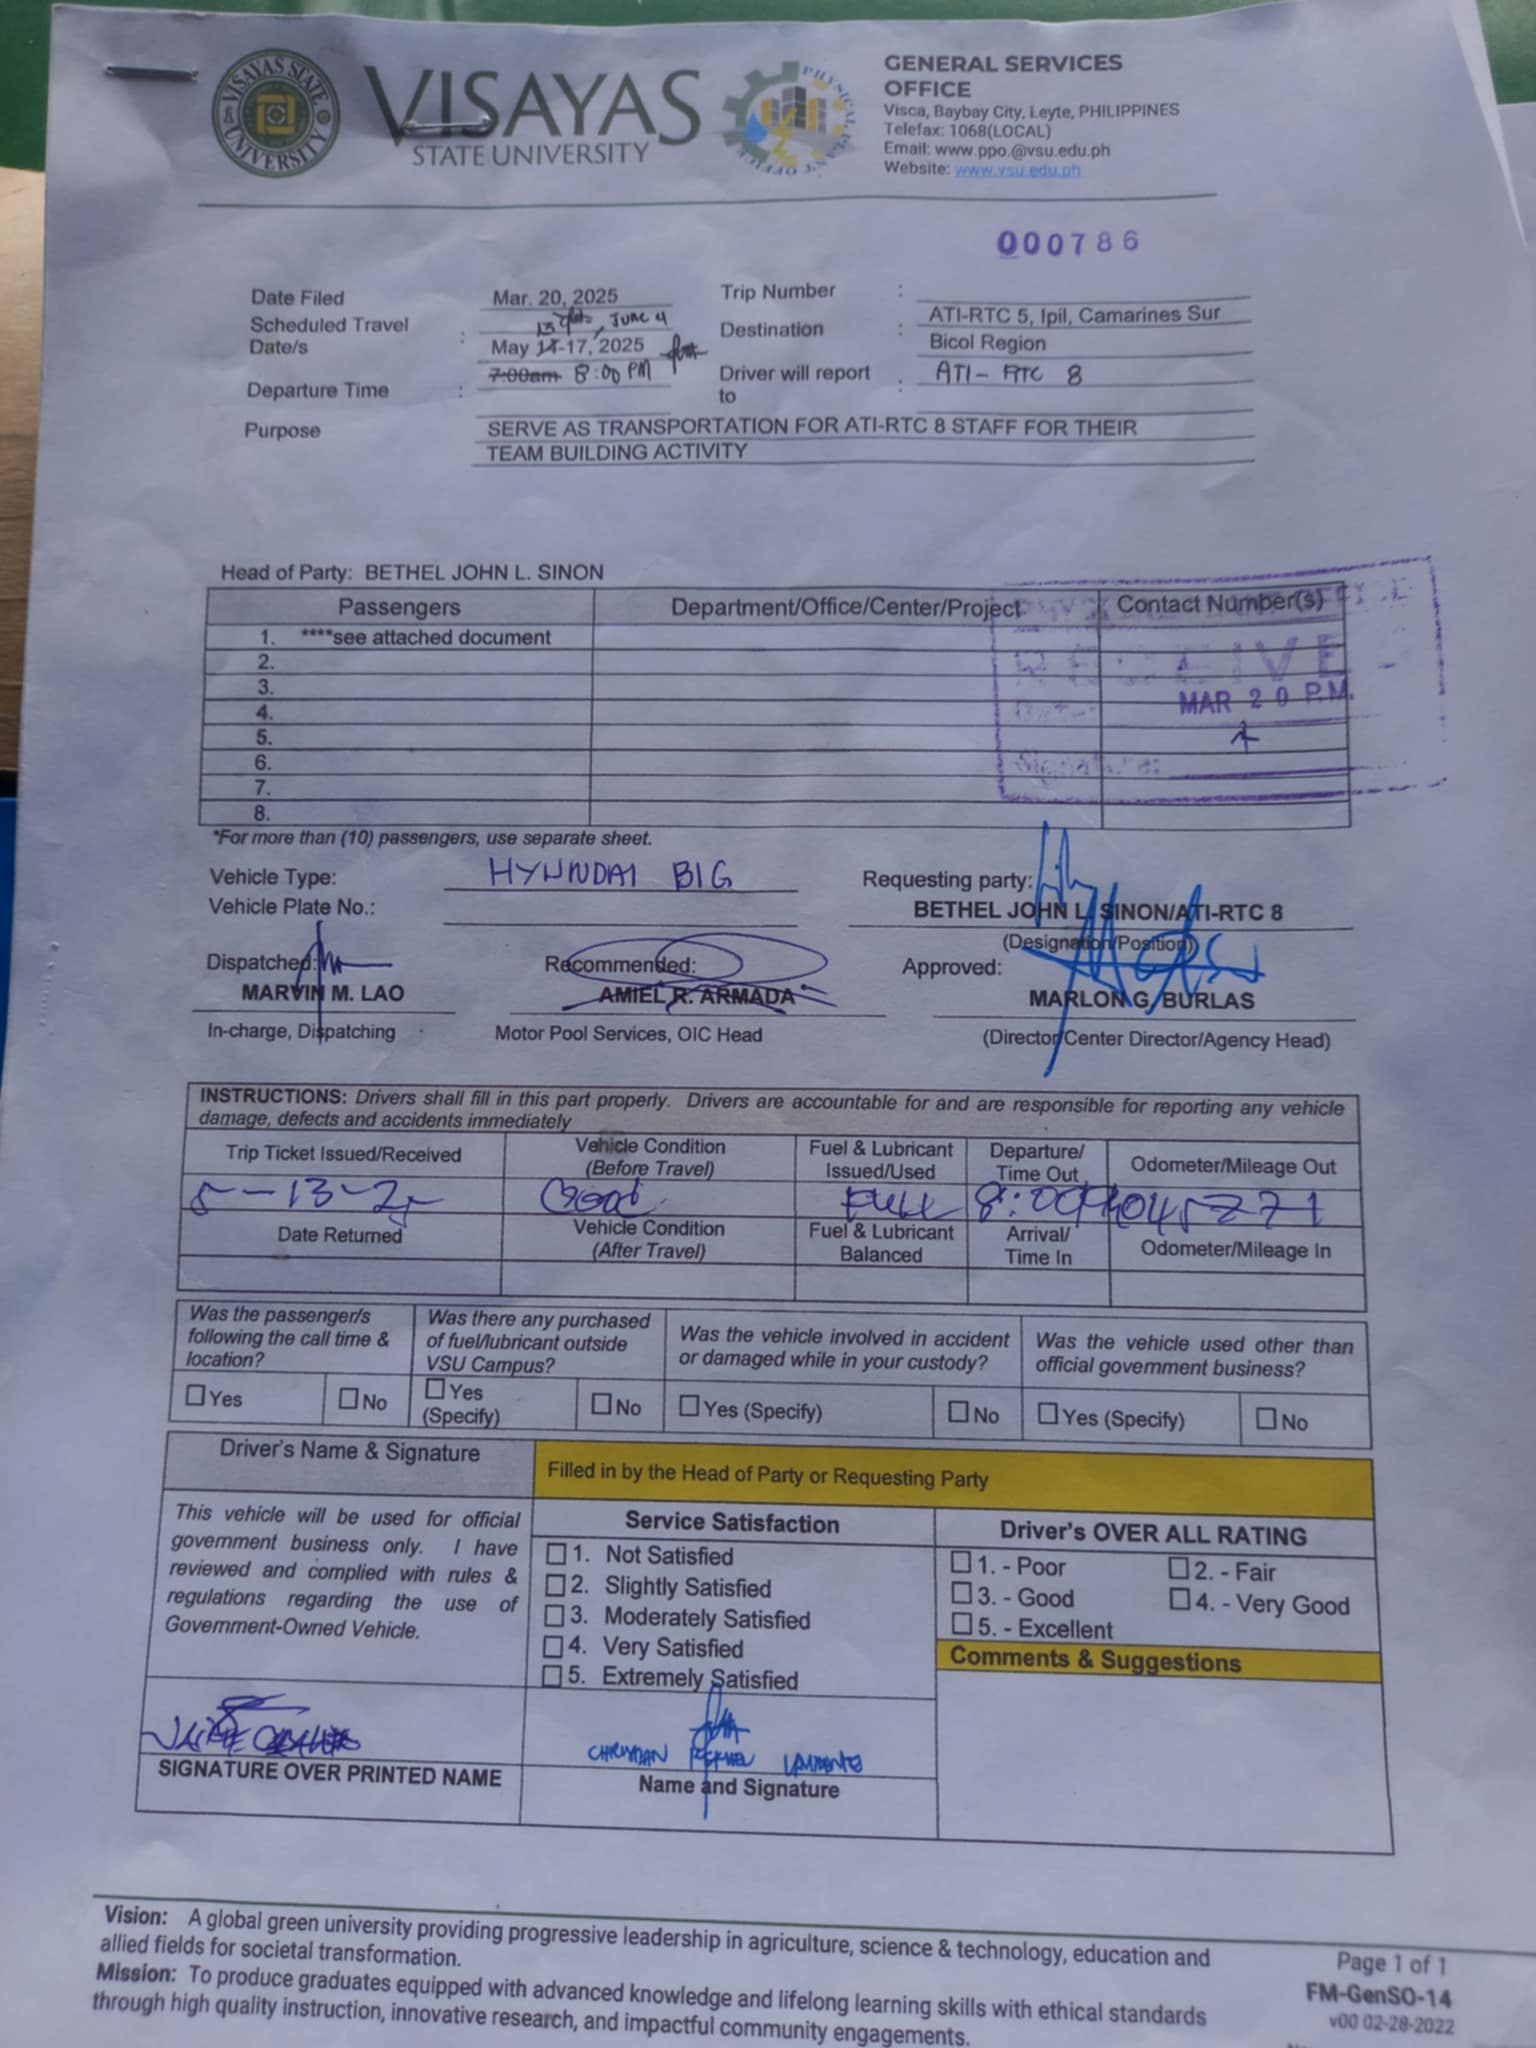 VISAYAS STATE UNIVERSITY
VISAYAS
STATE UNIVERSITY
PHYSICAL PLANT OFFICE
GENERAL SERVICES
OFFICE
Visca, Baybay City, Leyte, PHILIPPINES
Telefax: 1068(LOCAL)
Email: www.ppo.@vsu.edu.ph
Website: www.vsu.edu.ph
000786
Date Filed Mar. 20, 2025 Trip Number :
Scheduled Travel Date/s : 13 , JUNE 4
May 14-17, 2025
Destination : ATI-RTC 5, Ipil, Camarines Sur
Bicol Region
Departure Time : 7:00am 8:00 PM Driver will report to : ATI-RTC 8
Purpose SERVE AS TRANSPORTATION FOR ATI-RTC 8 STAFF FOR THEIR
TEAM BUILDING ACTIVITY
Head of Party: BETHEL JOHN L. SINON
Passengers Department/Office/Center/Project Contact Number(s)
1. ****see attached document
2.
3.
4.
5.
6.
7.
8.
RECEIVE
MAR 20 P.M.
Signature:
*For more than (10) passengers, use separate sheet.
Vehicle Type: HYUNDAI BIG Requesting party:
Vehicle Plate No.: BETHEL JOHN L. SINON/ATI-RTC 8
(Designation/Position)
Dispatched: Recommended: Approved:
MARVIN M. LAO AMIEL R. ARMADA MARLON G. BURLAS
In-charge, Dispatching Motor Pool Services, OIC Head (Director/Center Director/Agency Head)
INSTRUCTIONS: Drivers shall fill in this part properly. Drivers are accountable for and are responsible for reporting any vehicle
damage, defects and accidents immediately
Trip Ticket Issued/Received Vehicle Condition (Before Travel) Fuel & Lubricant Issued/Used Departure/ Time Out Odometer/Mileage Out
5-13-25 Good Full 8:00
Date Returned Vehicle Condition (After Travel) Fuel & Lubricant Balanced Arrival/ Time In Odometer/Mileage In
Was the passenger/s following the call time & location? Was there any purchased of fuel/lubricant outside VSU Campus? Was the vehicle involved in accident or damaged while in your custody? Was the vehicle used other than official government business?
Yes No Yes (Specify) No Yes (Specify) No Yes (Specify) No
Driver's Name & Signature Filled in by the Head of Party or Requesting Party
This vehicle will be used for official
government business only. I have
reviewed and complied with rules &
regulations regarding the use of
Government-Owned Vehicle.
Service Satisfaction
1. Not Satisfied
2. Slightly Satisfied
3. Moderately Satisfied
4. Very Satisfied
5. Extremely Satisfied
Driver's OVER ALL RATING
1. - Poor 2. - Fair
3. - Good 4. - Very Good
5. - Excellent
Comments & Suggestions
SIGNATURE OVER PRINTED NAME
CHRISTIAN
Name and Signature
Vision: A global green university providing progressive leadership in agriculture, science & technology, education and
allied fields for societal transformation.
Mission: To produce graduates equipped with advanced knowledge and lifelong learning skills with ethical standards
through high quality instruction, innovative research, and impactful community engagements.
Page 1 of 1
FM-GenSO-14
v00 02-28-2022